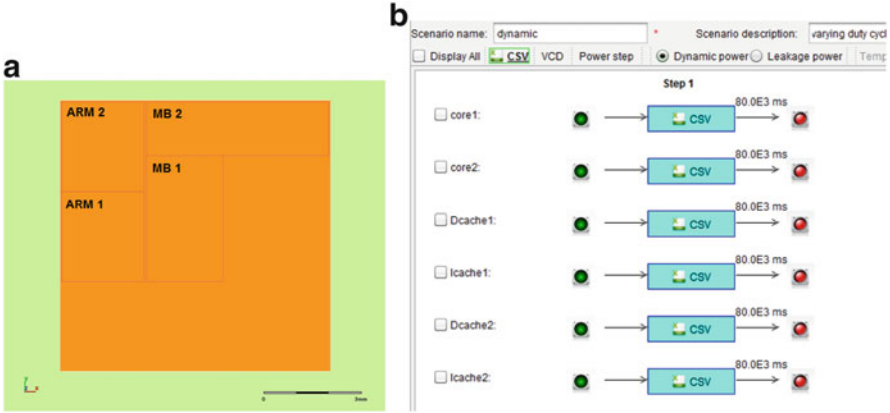 a
ARM 2
MB 2
MB 1
ARM 1
0
3mm
b
Scenario name: dynamic * Scenario description: varying duty cycl
Display All CSV VCD Power step Dynamic power Leakage power Temp
Step 1
core1: CSV 80.0E3 ms
core2: CSV 80.0E3 ms
Dcache1: CSV 80.0E3 ms
Icache1: CSV 80.0E3 ms
Dcache2: CSV 80.0E3 ms
Icache2: CSV 80.0E3 ms